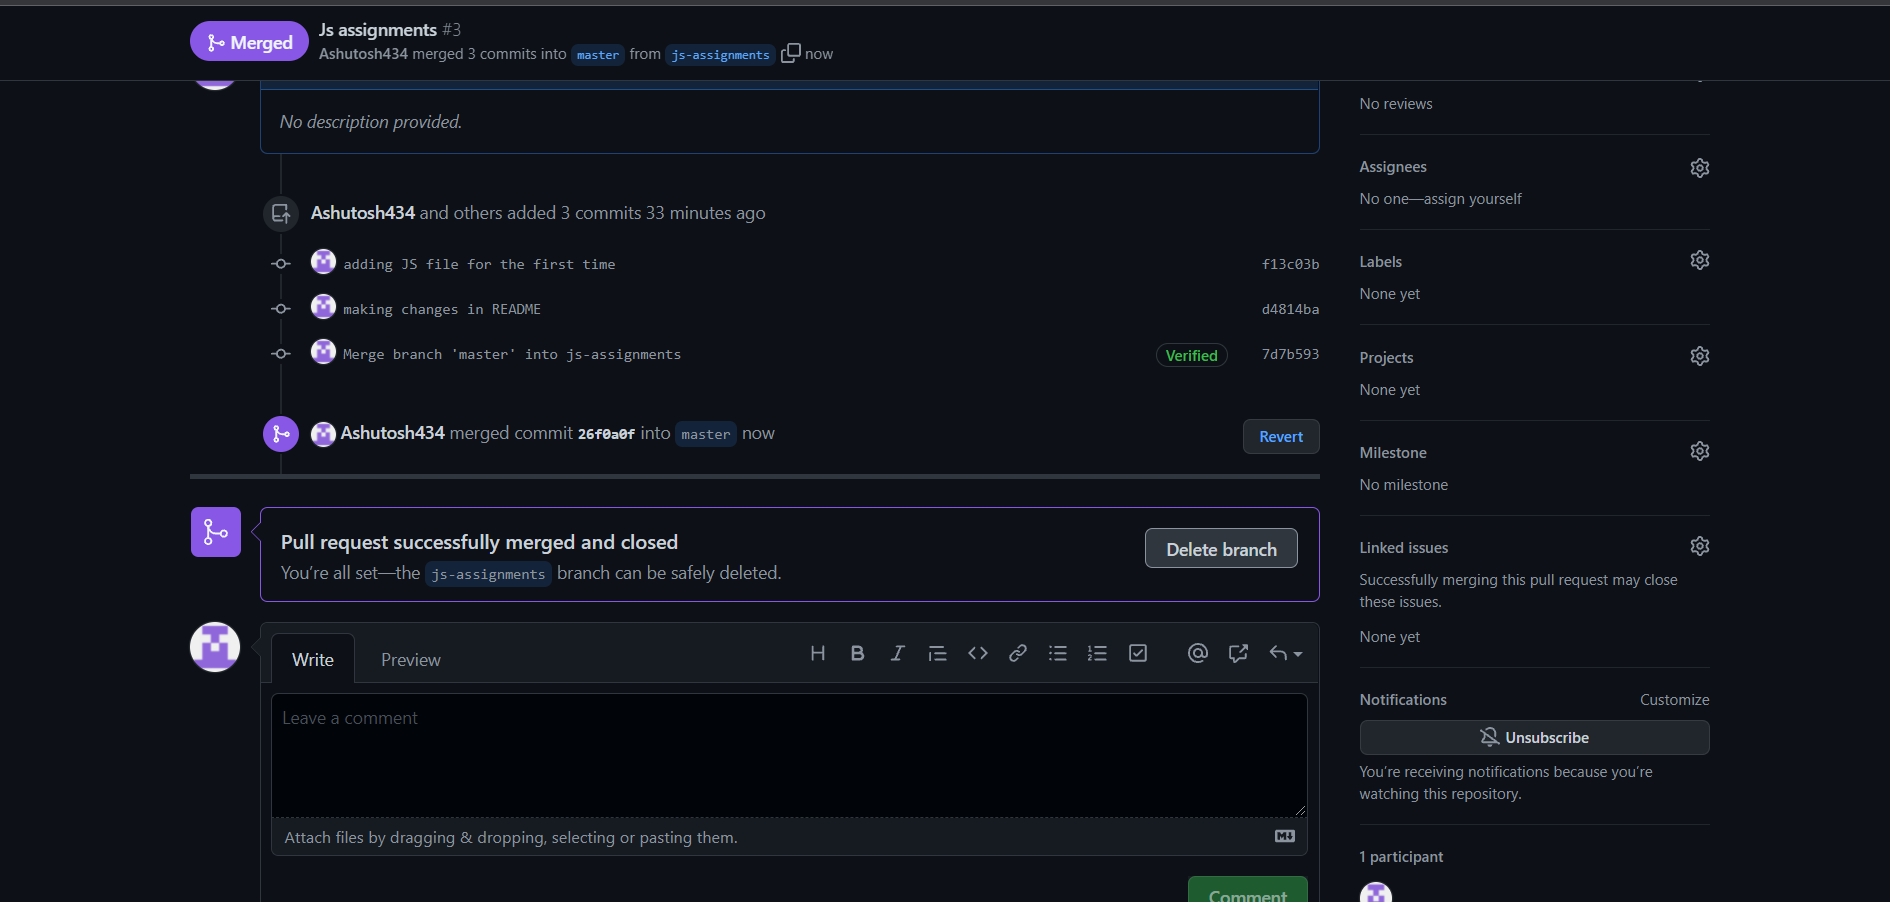 Merged
Js assignments #3
Ashutosh434 merged 3 commits into master from js-assignments now
No description provided.
Ashutosh434 and others added 3 commits 33 minutes ago
adding JS file for the first time f13c03b
making changes in README d4814ba
Merge branch 'master' into js-assignments Verified 7d7b593
Ashutosh434 merged commit 26f0a0f into master now Revert
Pull request successfully merged and closed
You're all set—the js-assignments branch can be safely deleted.
Delete branch
Write Preview
Leave a comment
Attach files by dragging & dropping, selecting or pasting them.
Comment
No reviews
Assignees
No one—assign yourself
Labels
None yet
Projects
None yet
Milestone
No milestone
Linked issues
Successfully merging this pull request may close
these issues.
None yet
Notifications Customize
Unsubscribe
You're receiving notifications because you're
watching this repository.
1 participant